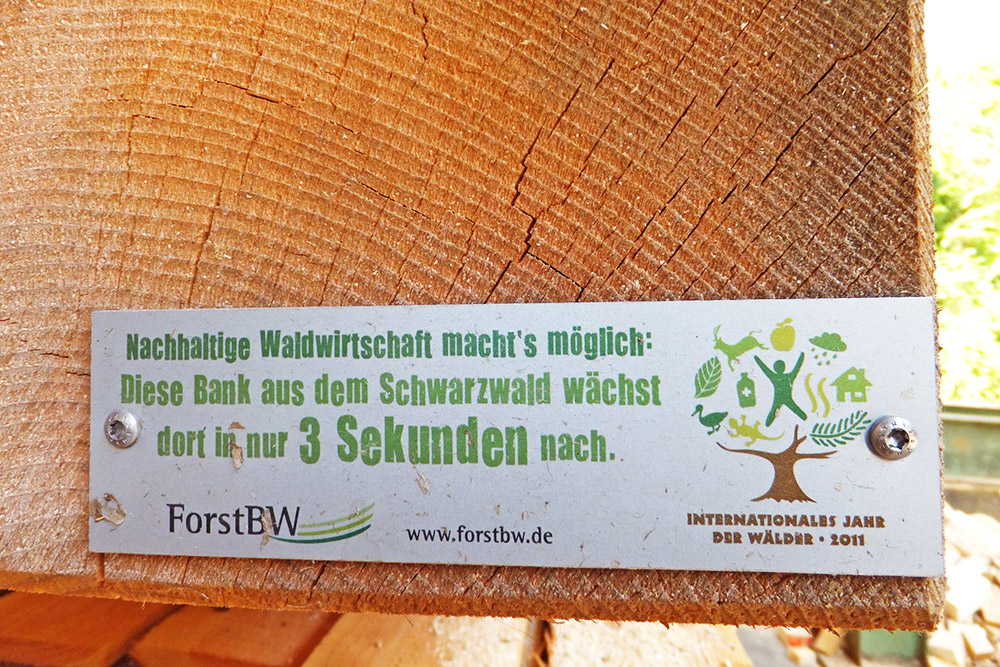 Nachhaltige Waldwirtschaft macht's möglich:
Diese Bank aus dem Schwarzwald wächst
dort in nur 3 Sekunden nach.
ForstBW
www.forstbw.de
INTERNATIONALES JAHR
DER WÄLDER • 2011